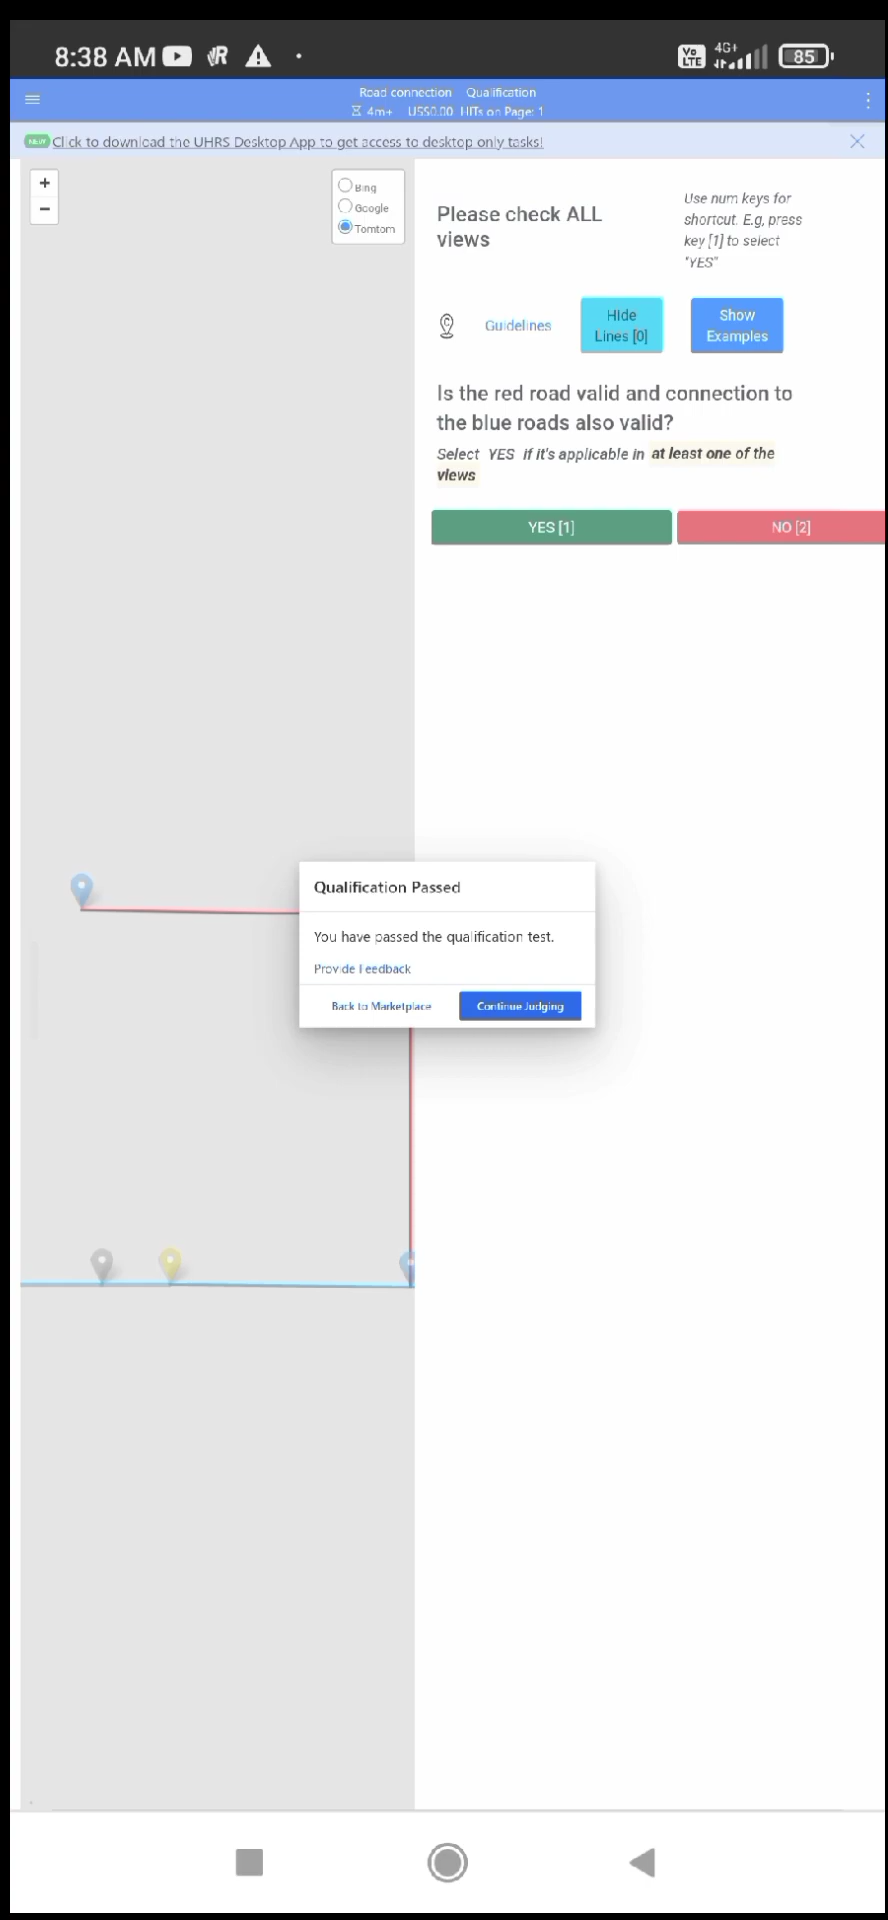 8:38 AM
Vo LTE 4G+ 85
Road connection Qualification
4m+ US$0.00 HITs on Page: 1
NEW Click to download the UHRS Desktop App to get access to desktop only tasks!
+
−
Bing
Google
Tomtom
Please check ALL
views
Use num keys for
shortcut. E.g, press
key [1] to select
"YES"
Guidelines
Hide
Lines [0]
Show
Examples
Is the red road valid and connection to
the blue roads also valid?
Select YES if it's applicable in at least one of the
views
YES [1]
NO [2]
Qualification Passed
You have passed the qualification test.
Provide Feedback
Back to Marketplace
Continue Judging